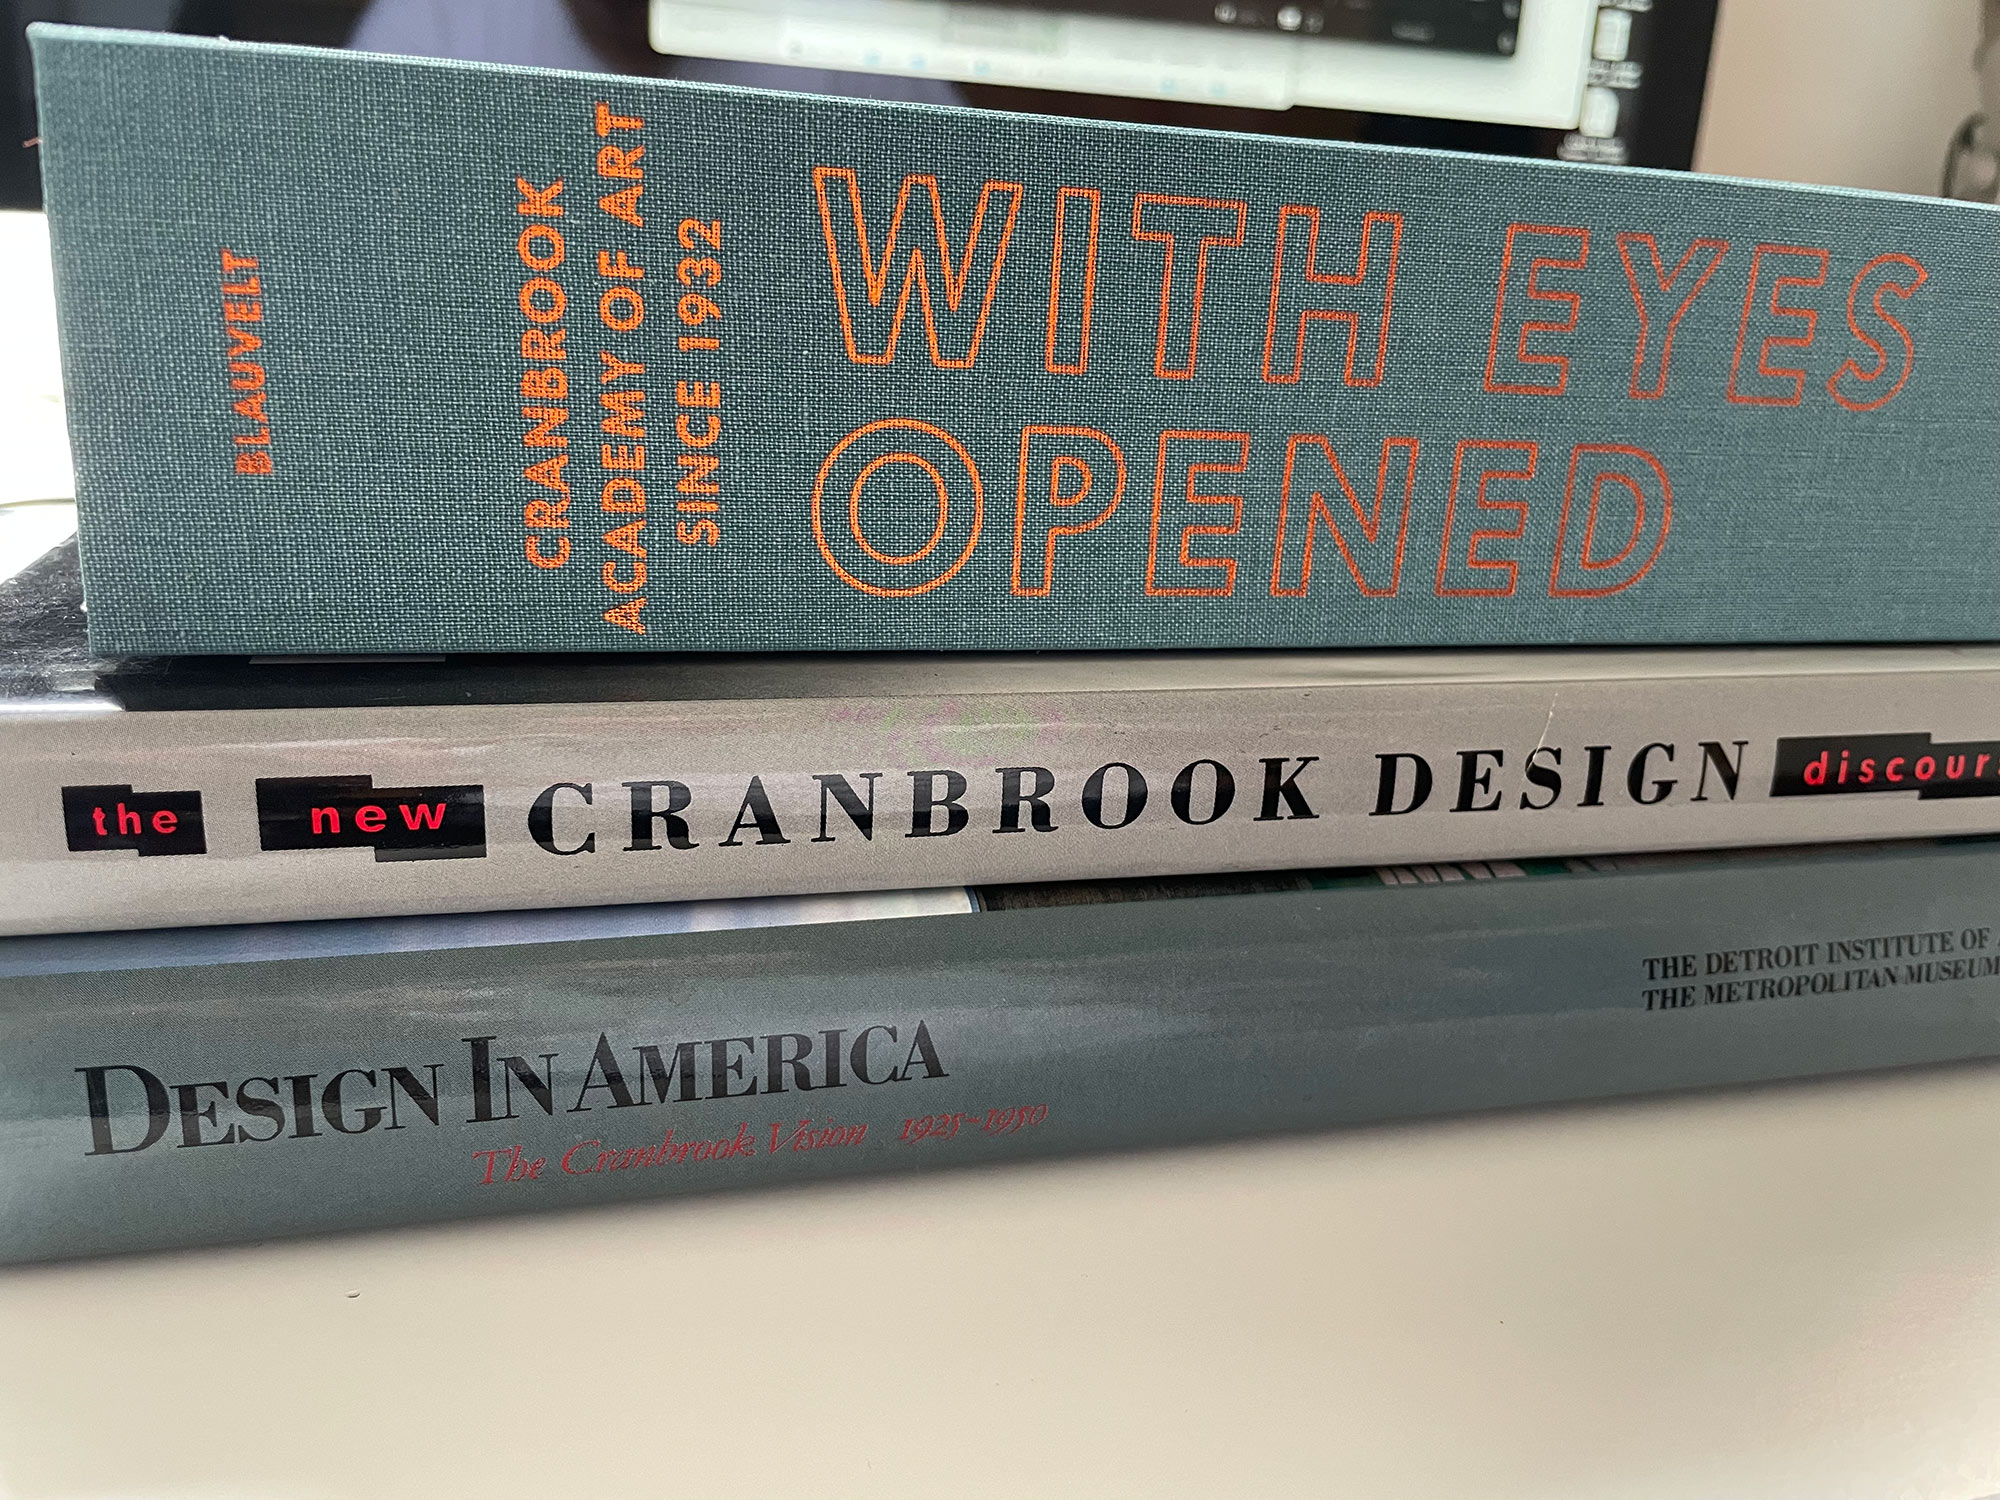 BLAUVELT
CRANBROOK
ACADEMY OF ART
SINCE 1932
WITH EYES
OPENED
the new CRANBROOK DESIGN discours
DESIGN IN AMERICA
The Cranbrook Vision 1925-1950
THE DETROIT INSTITUTE OF
THE METROPOLITAN MUSEUM